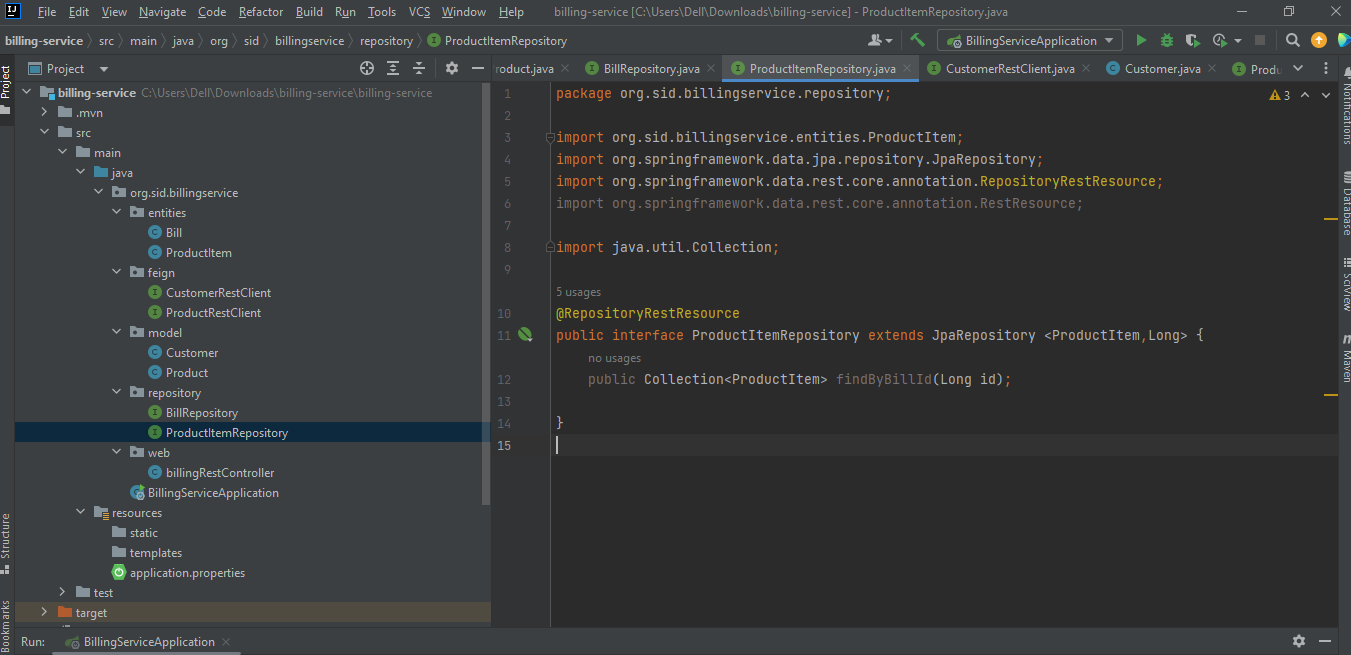 File Edit View Navigate Code Refactor Build Run Tools VCS Window Help billing-service [C:\Users\Dell\Downloads\billing-service] - ProductItemRepository.java
billing-service src main java org sid billingservice repository ProductItemRepository BillingServiceApplication
Project
roduct.java BillRepository.java ProductItemRepository.java CustomerRestClient.java Customer.java Produ
billing-service C:\Users\Dell\Downloads\billing-service\billing-service
.mvn
src
main
java
org.sid.billingservice
entities
Bill
ProductItem
feign
CustomerRestClient
ProductRestClient
model
Customer
Product
repository
BillRepository
ProductItemRepository
web
billingRestController
BillingServiceApplication
resources
static
templates
application.properties
test
target
1 package org.sid.billingservice.repository;
2
3 import org.sid.billingservice.entities.ProductItem;
4 import org.springframework.data.jpa.repository.JpaRepository;
5 import org.springframework.data.rest.core.annotation.RepositoryRestResource;
6 import org.springframework.data.rest.core.annotation.RestResource;
7
8 import java.util.Collection;
9
5 usages
10 @RepositoryRestResource
11 public interface ProductItemRepository extends JpaRepository <ProductItem,Long> {
no usages
12 public Collection<ProductItem> findByBillId(Long id);
13
14 }
15
3
Project
Structure
Bookmarks
Notifications
Database
SciView
Maven
Run: BillingServiceApplication